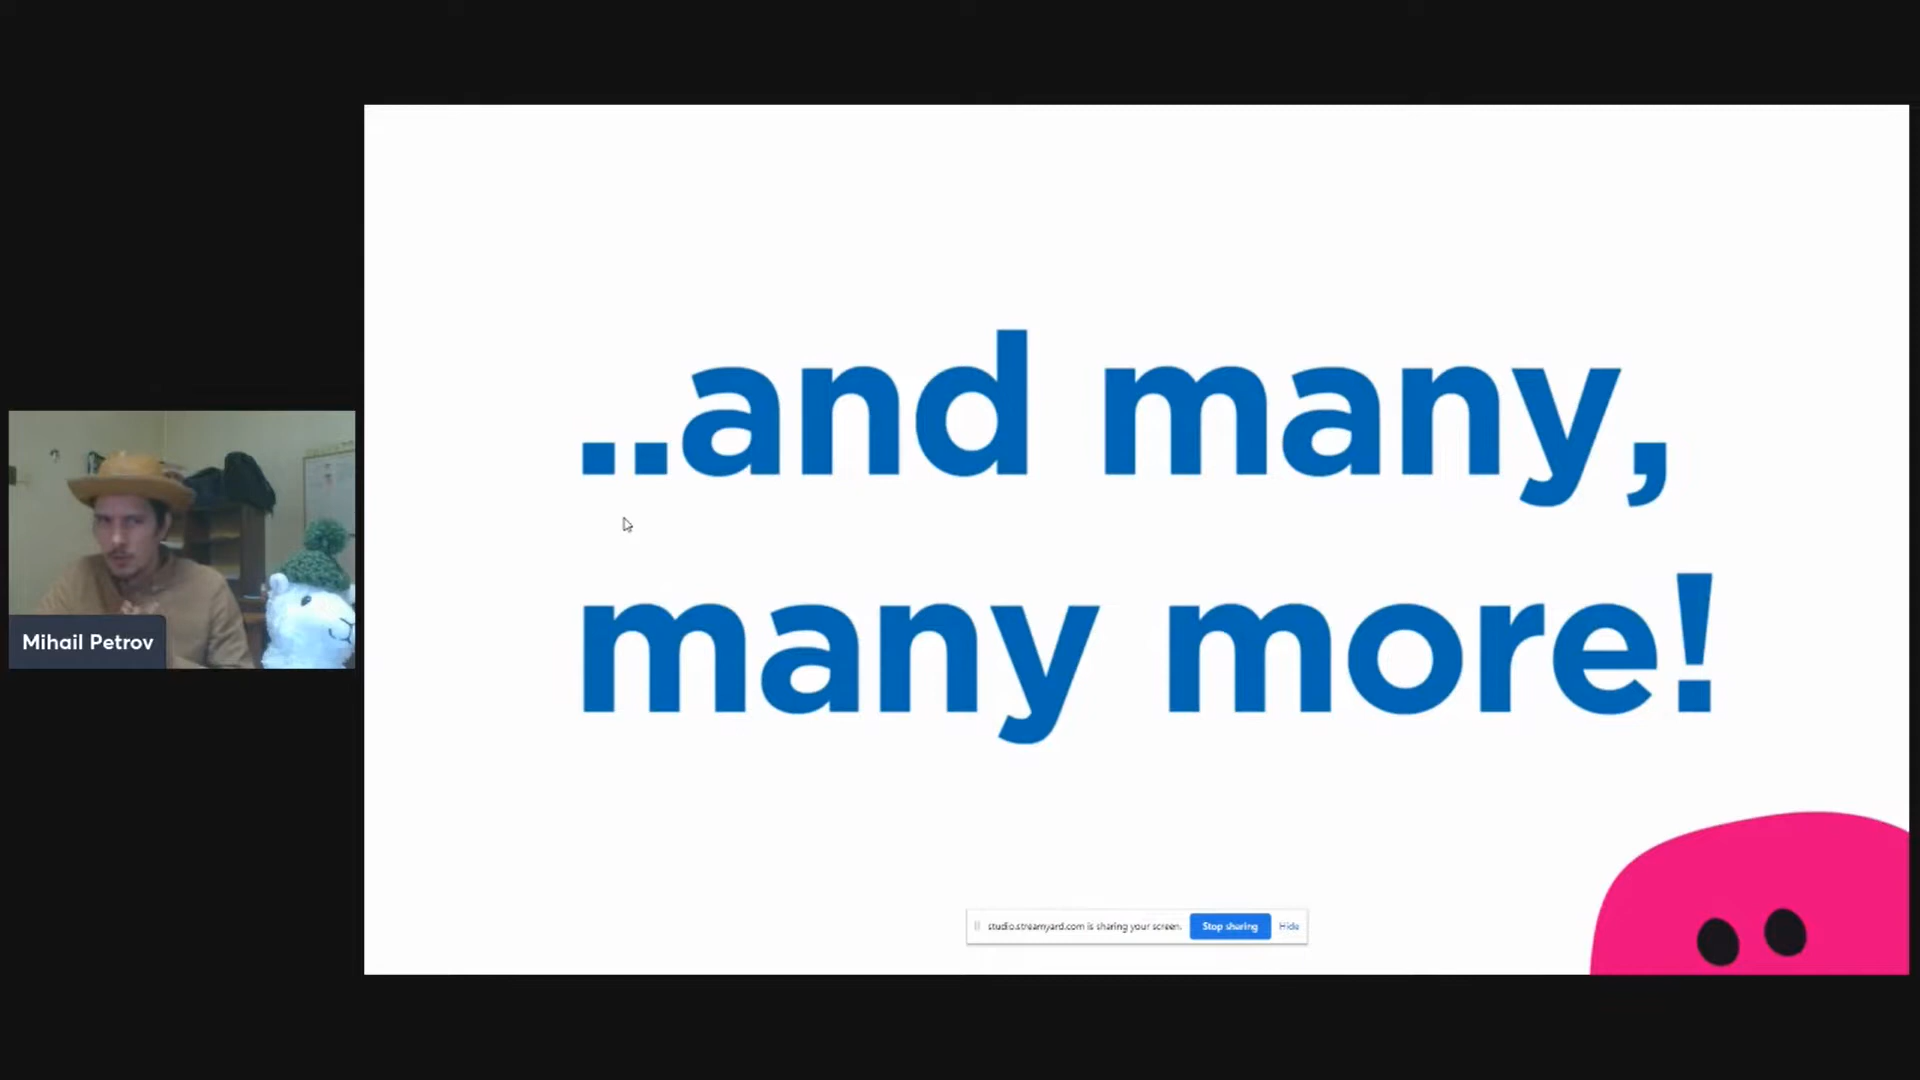 ..and many,
many more!
Mihail Petrov
studio.streamyard.com is sharing your screen.
Stop sharing
Hide